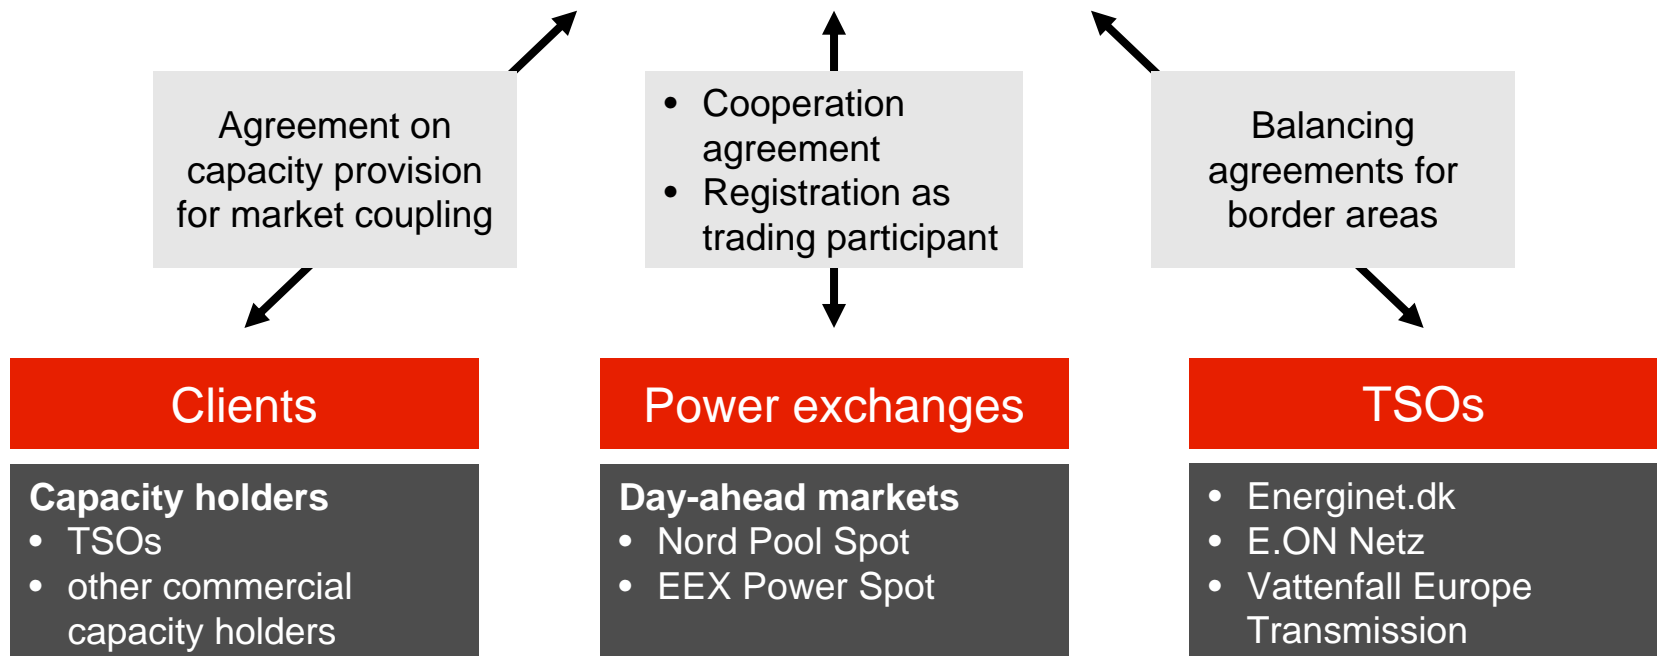 Agreement on
capacity provision
for market coupling
• Cooperation
agreement
• Registration as
trading participant
Balancing
agreements for
border areas
Clients
Capacity holders
• TSOs
• other commercial
capacity holders
Power exchanges
Day-ahead markets
• Nord Pool Spot
• EEX Power Spot
TSOs
• Energinet.dk
• E.ON Netz
• Vattenfall Europe
Transmission